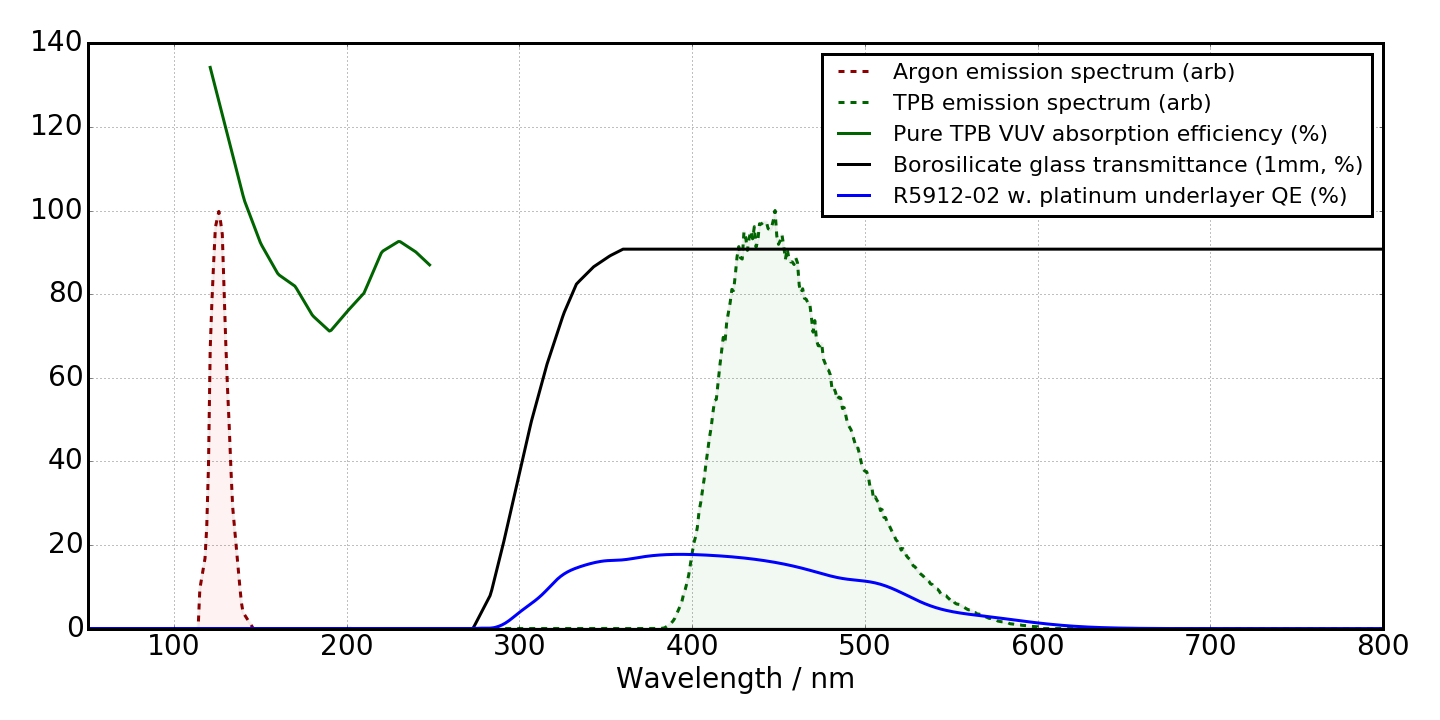 140
120
100
80
60
40
20
0
Argon emission spectrum (arb)
TPB emission spectrum (arb)
Pure TPB VUV absorption efficiency (%)
Borosilicate glass transmittance (1mm, %)
R5912-02 w. platinum underlayer QE (%)
100 200 300 400 500 600 700 800
Wavelength / nm